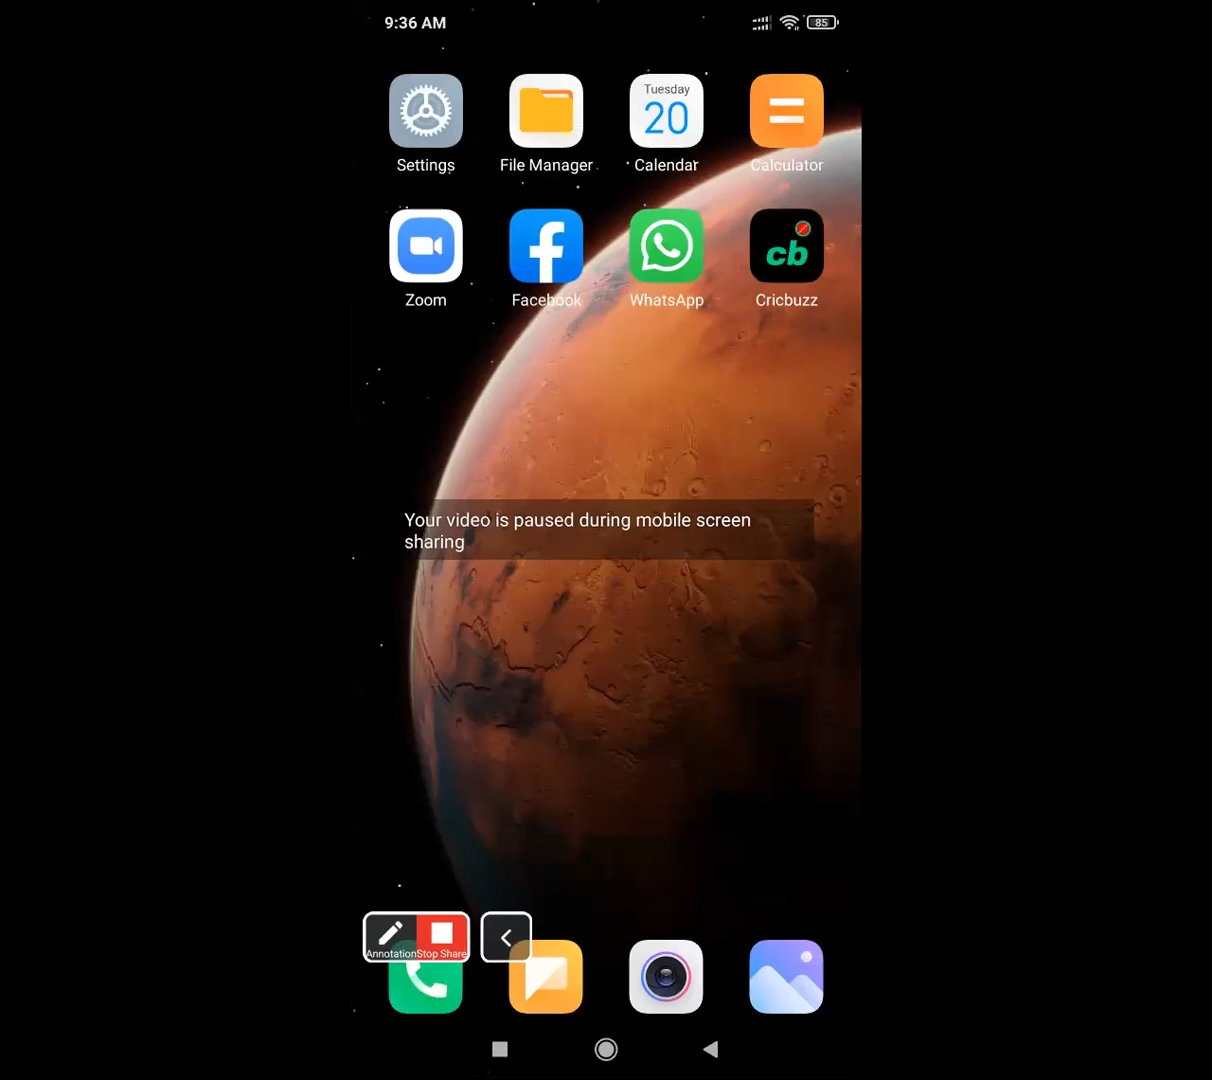 9:36 AM 85
Tuesday
20
Settings File Manager Calendar Calculator
cb
Zoom Facebook WhatsApp Cricbuzz
Your video is paused during mobile screen
sharing
Annotation Stop Share